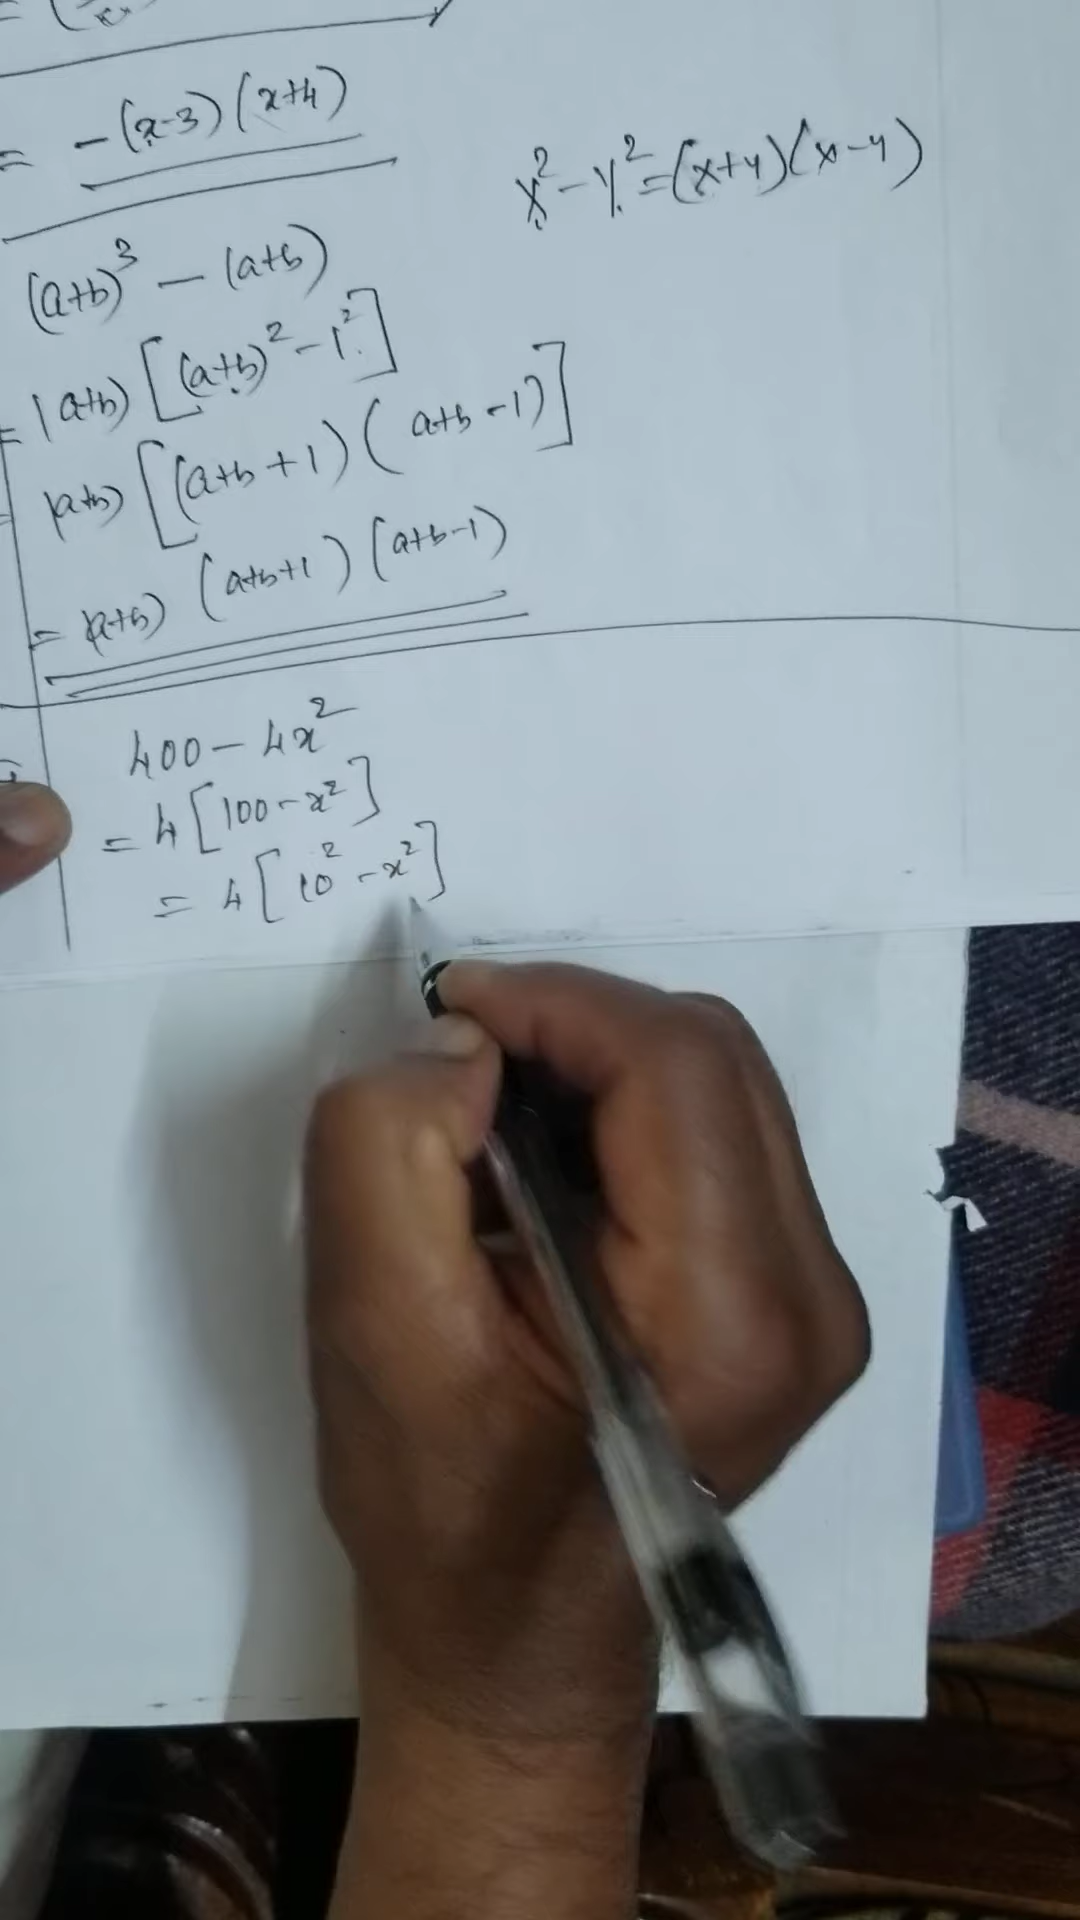 = -(x-3)(x+4)
x² - y² = (x+y)(x-y)
(a+b)³ - (a+b)
= (a+b) [(a+b)² - 1²]
= (a+b) [(a+b+1)(a+b-1)]
= (a+b) (a+b+1)(a+b-1)
400 - 4x²
= 4[100 - x²]
= 4[10² - x²]